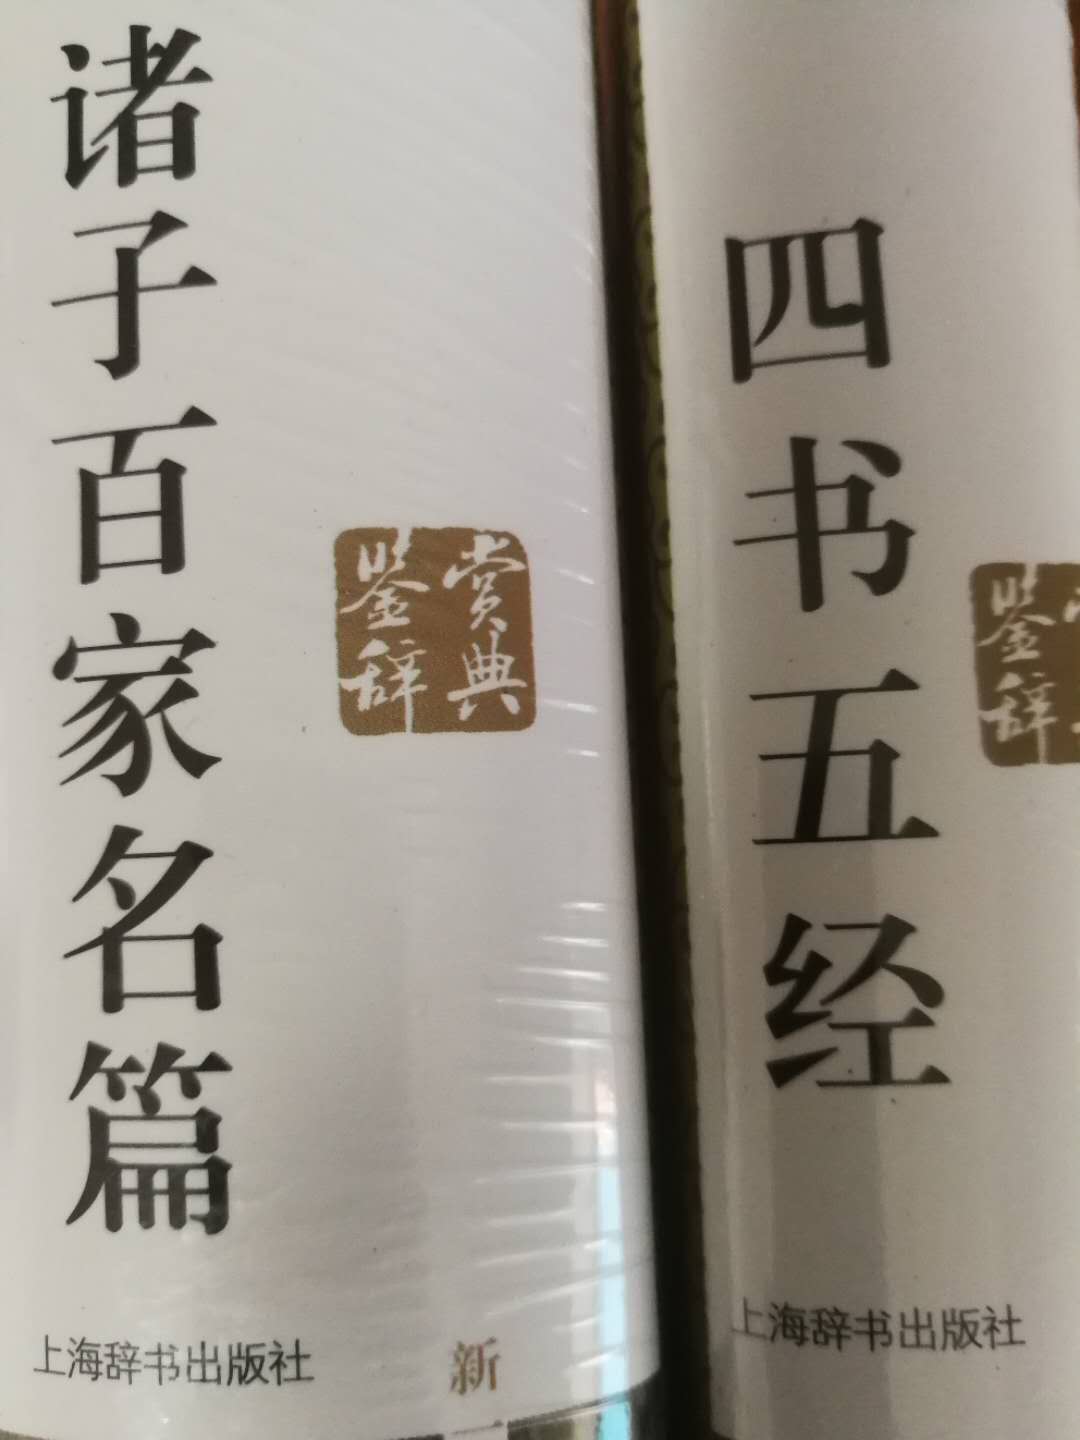 诸子百家名篇
鉴赏
辞典
上海辞书出版社
新
四书五经
鉴
辞
上海辞书出版社